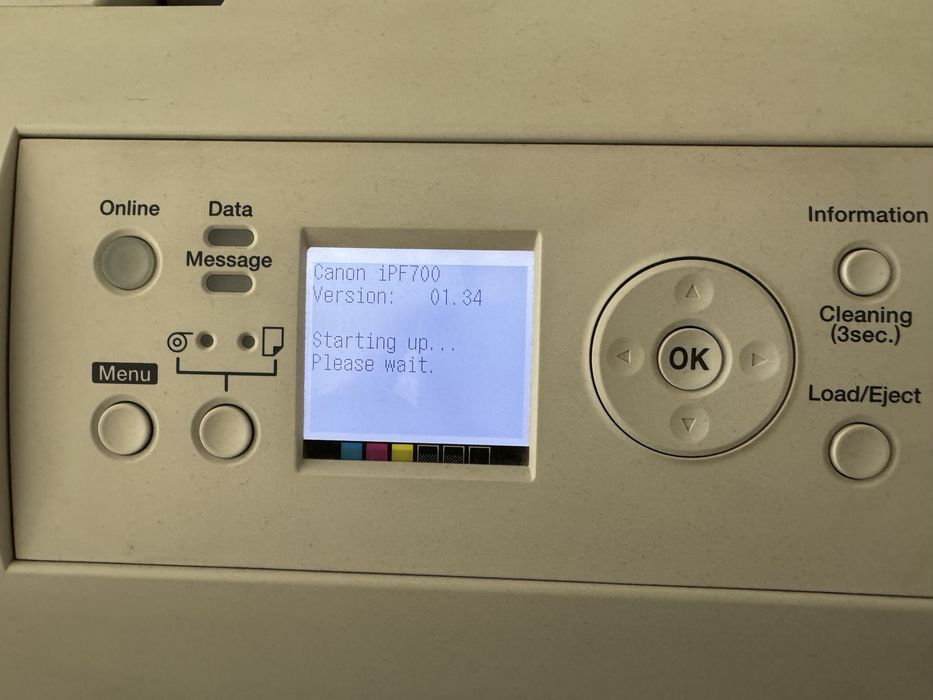 Online
Data
Message
Menu
Canon iPF700
Version: 01.34
Starting up...
Please wait.
OK
Information
Cleaning
(3sec.)
Load/Eject